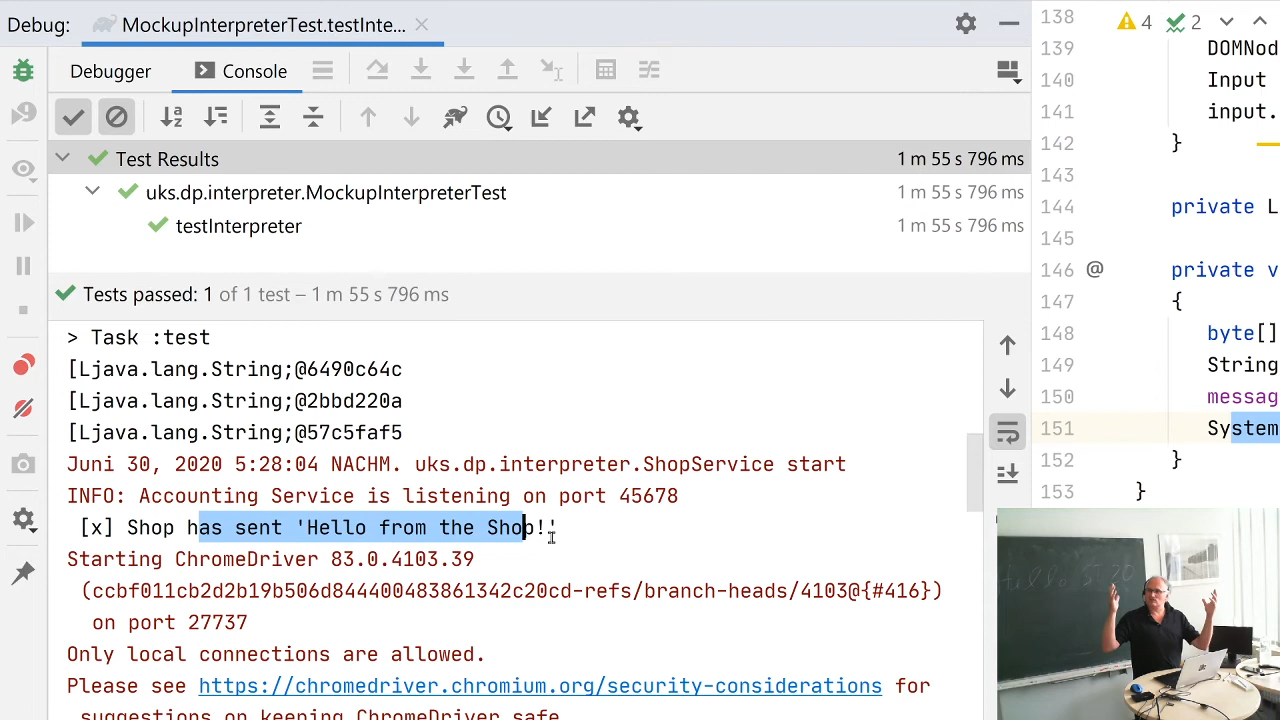 Debug: MockupInterpreterTest.testInte...
Debugger Console
Test Results 1 m 55 s 796 ms
uks.dp.interpreter.MockupInterpreterTest 1 m 55 s 796 ms
testInterpreter 1 m 55 s 796 ms
Tests passed: 1 of 1 test – 1 m 55 s 796 ms
> Task :test
[Ljava.lang.String;@6490c64c
[Ljava.lang.String;@2bbd220a
[Ljava.lang.String;@57c5faf5
Juni 30, 2020 5:28:04 NACHM. uks.dp.interpreter.ShopService start
INFO: Accounting Service is listening on port 45678
[x] Shop has sent 'Hello from the Shop!'
Starting ChromeDriver 83.0.4103.39
(ccbf011cb2d2b19b506d844400483861342c20cd-refs/branch-heads/4103@{#416})
on port 27737
Only local connections are allowed.
Please see https://chromedriver.chromium.org/security-considerations for
suggestions on keeping ChromeDriver safe
4 2
138
139 DOMNod
140 Input
141 input.
142 }
143
144 private L
145
146 @ private v
147 {
148 byte[]
149 String
150 messag
151 System
152 }
153 }